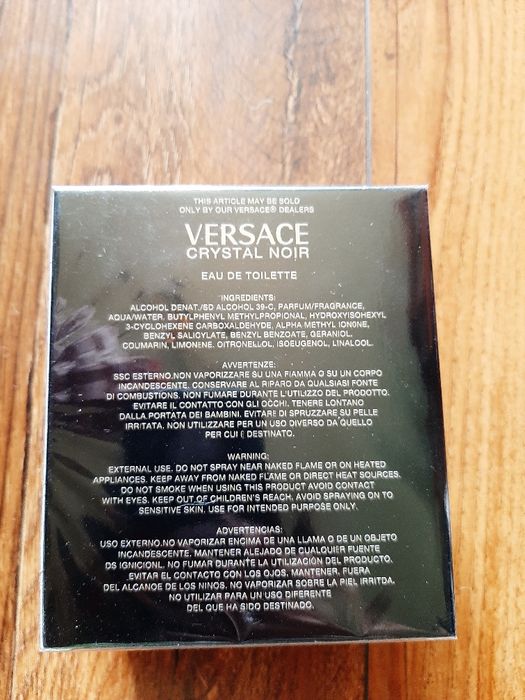 THIS ARTICLE MAY BE SOLD
ONLY BY OUR VERSACE® DEALERS
VERSACE
CRYSTAL NOIR
EAU DE TOILETTE
INGREDIENTS:
ALCOHOL DENAT./SD ALCOHOL 39-C, PARFUM/FRAGRANCE,
AQUA/WATER, BUTYLPHENYL METHYLPROPIONAL, HYDROXYISOHEXYL
3-CYCLOHEXENE CARBOXALDEHYDE, ALPHA METHYL IONONE,
BENZYL SALICYLATE, BENZYL BENZOATE, GERANIOL.
COUMARIN, LIMONENE, CITRONELLOL, ISOEUGENOL, LINALOOL.
AVVERTENZE:
SSC ESTERNO.NON VAPORIZZARE SU UNA FIAMMA O SU UN CORPO
INCANDESCENTE. CONSERVARE AL RIPARO DA QUALSIASI FONTE
DI COMBUSTIONS. NON FUMARE DURANTE L'UTILIZZO DEL PRODOTTO.
EVITARE IL CONTATTO CON GLI OCCHI. TENERE LONTANO
DALLA PORTATA DEI BAMBINI. EVITARE DI SPRUZZARE SU PELLE
IRRITATA. NON UTILIZZARE PER UN USO DIVERSO DA QUELLO
PER CUI È DESTINATO.
WARNING:
EXTERNAL USE. DO NOT SPRAY NEAR NAKED FLAME OR ON HEATED
APPLIANCES. KEEP AWAY FROM NAKED FLAME OR DIRECT HEAT SOURCES.
DO NOT SMOKE WHEN USING THIS PRODUCT AVOID CONTACT
WITH EYES. KEEP OUT OF CHILDREN'S REACH. AVOID SPRAYING ON TO
SENSITIVE SKIN. USE FOR INTENDED PURPOSE ONLY.
ADVERTENCIAS:
USO EXTERNO.NO VAPORIZAR ENCIMA DE UNA LLAMA O DE UN OBJETO
INCANDESCENTE. MANTENER ALEJADO DE CUALQUIER FUENTE
DS IGNICIONL. NO FUMAR DURANTE LA UTILIZACIÓN DEL PRODUCTO.
EVITAR EL CONTACTO CON LOS OJOS. MANTENER, FUERA
DEL ALCANCE DE LOS NINOS. NO VAPORIZAR SOBRE LA PIEL IRRITDA.
NO UTILIZAR PARA UN USO DIFERENTE
DEL QUE HA SIDO DESTINADO.